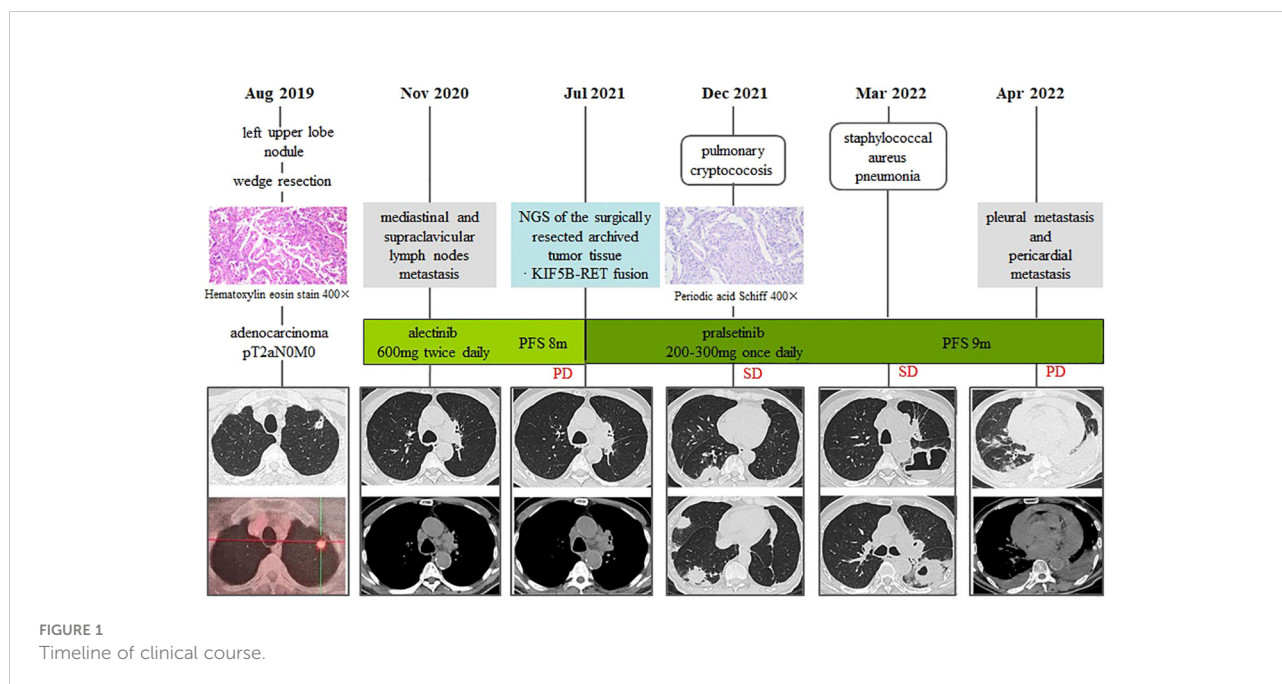 Aug 2019
Nov 2020
Jul 2021
Dec 2021
Mar 2022
Apr 2022
left upper lobe
nodule
wedge resection
Hematoxylin eosin stain 400×
adenocarcinoma
pT2aN0M0
mediastinal and
supraclavicular
lymph nodes
metastasis
NGS of the surgically
resected archived
tumor tissue
· KIF5B-RET fusion
pulmonary
cryptococosis
Periodic acid Schiff 400×
staphylococcal
aureus
pneumonia
pleural metastasis
and
pericardial
metastasis
alectinib
600mg twice daily
PFS 8m
pralsetinib
200-300mg once daily
PFS 9m
PD
SD
SD
PD
FIGURE 1
Timeline of clinical course.